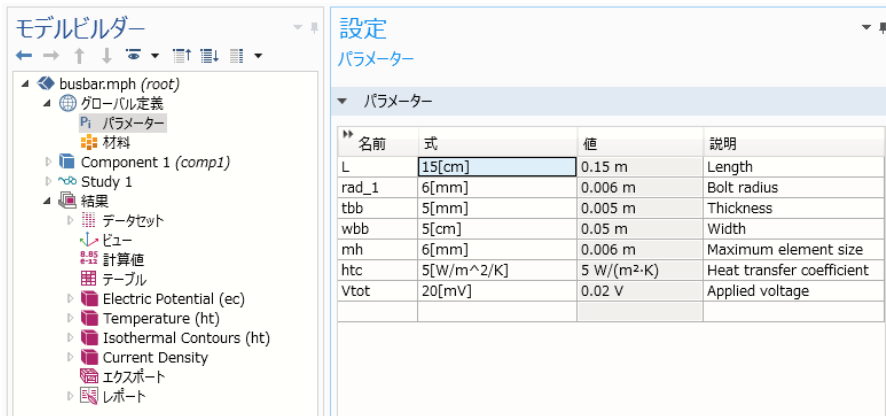 モデルビルダー
busbar.mph (root)
グローバル定義
Pi パラメーター
材料
Component 1 (comp1)
Study 1
結果
データセット
ビュー
8.85
e-12
計算値
テーブル
Electric Potential (ec)
Temperature (ht)
Isothermal Contours (ht)
Current Density
エクスポート
レポート
設定
パラメーター
パラメーター
名前 式 値 説明
L 15[cm] 0.15 m Length
rad_1 6[mm] 0.006 m Bolt radius
tbb 5[mm] 0.005 m Thickness
wbb 5[cm] 0.05 m Width
mh 6[mm] 0.006 m Maximum element size
htc 5[W/m^2/K] 5 W/(m²·K) Heat transfer coefficient
Vtot 20[mV] 0.02 V Applied voltage